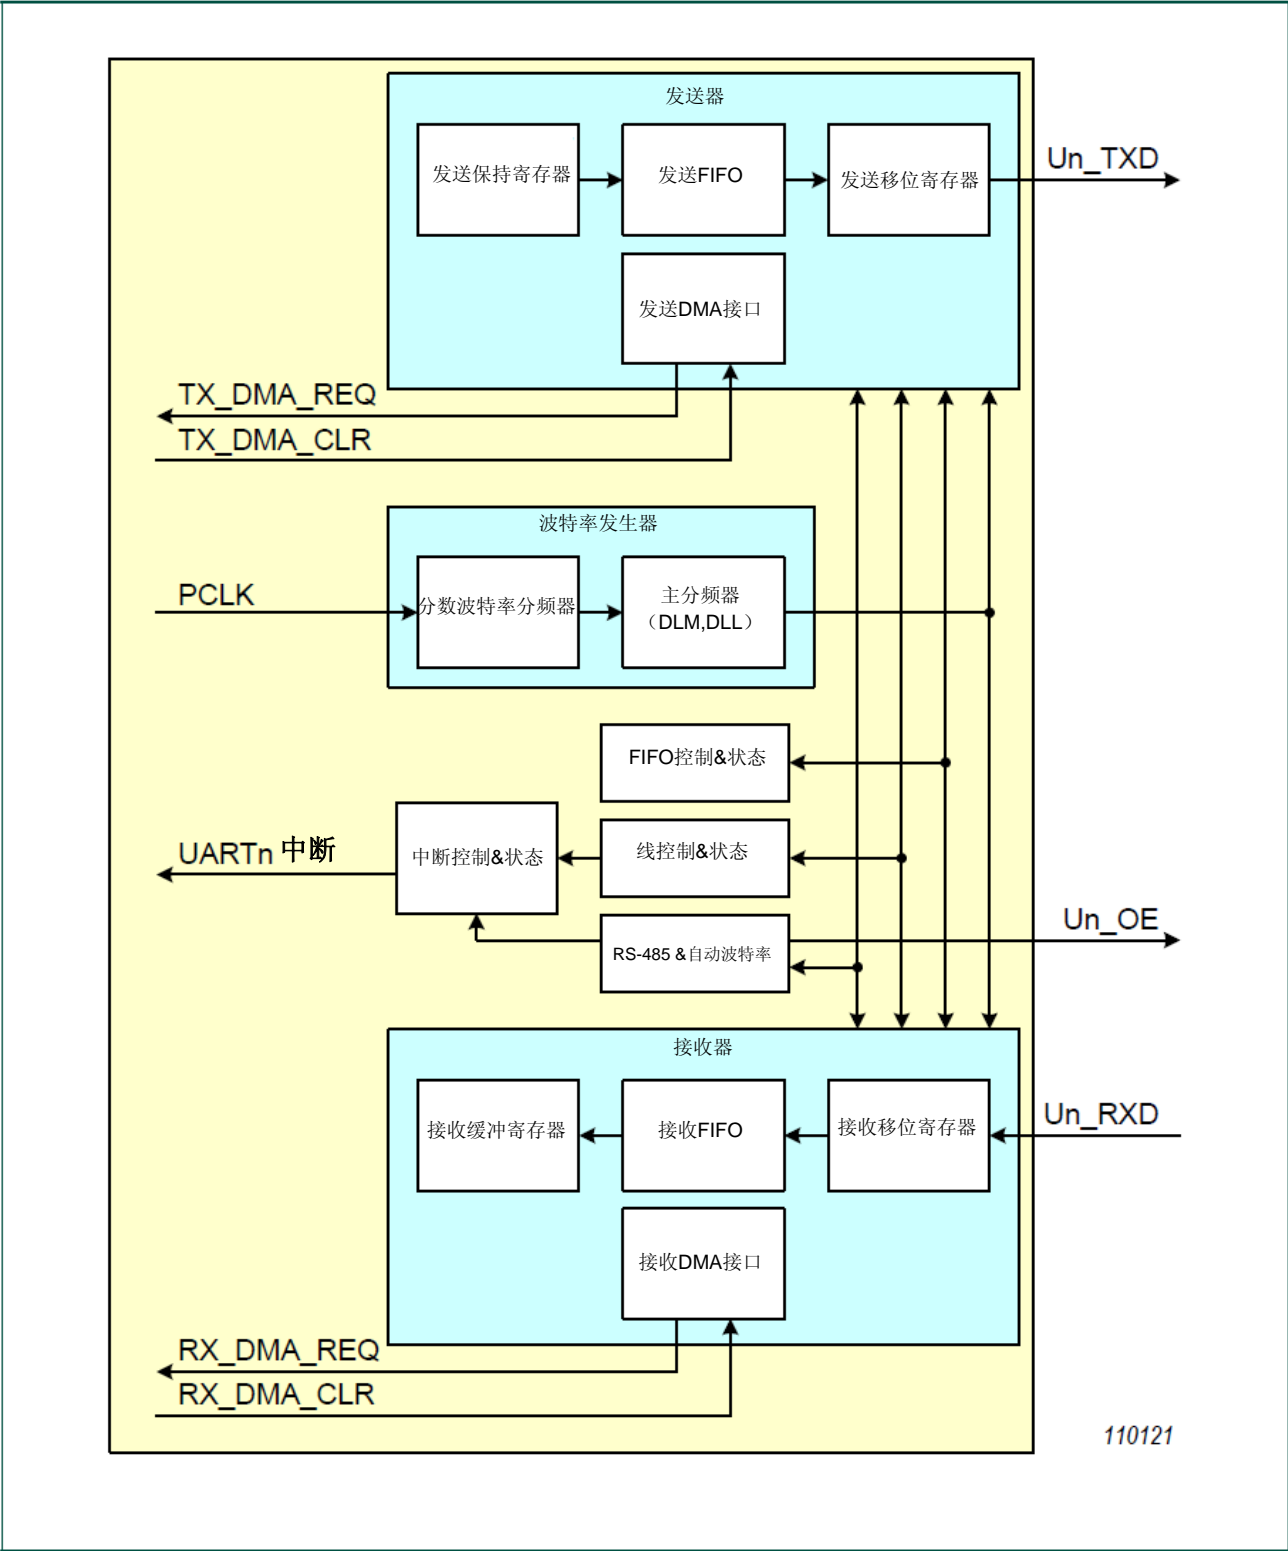 发送器
发送保持寄存器
发送FIFO
发送移位寄存器
Un_TXD
发送DMA接口
TX_DMA_REQ
TX_DMA_CLR
波特率发生器
PCLK
分数波特率分频器
主分频器
（DLM,DLL）
FIFO控制&状态
UARTn 中断
中断控制&状态
线控制&状态
Un_OE
RS-485 &自动波特率
接收器
接收缓冲寄存器
接收FIFO
接收移位寄存器
Un_RXD
接收DMA接口
RX_DMA_REQ
RX_DMA_CLR
110121